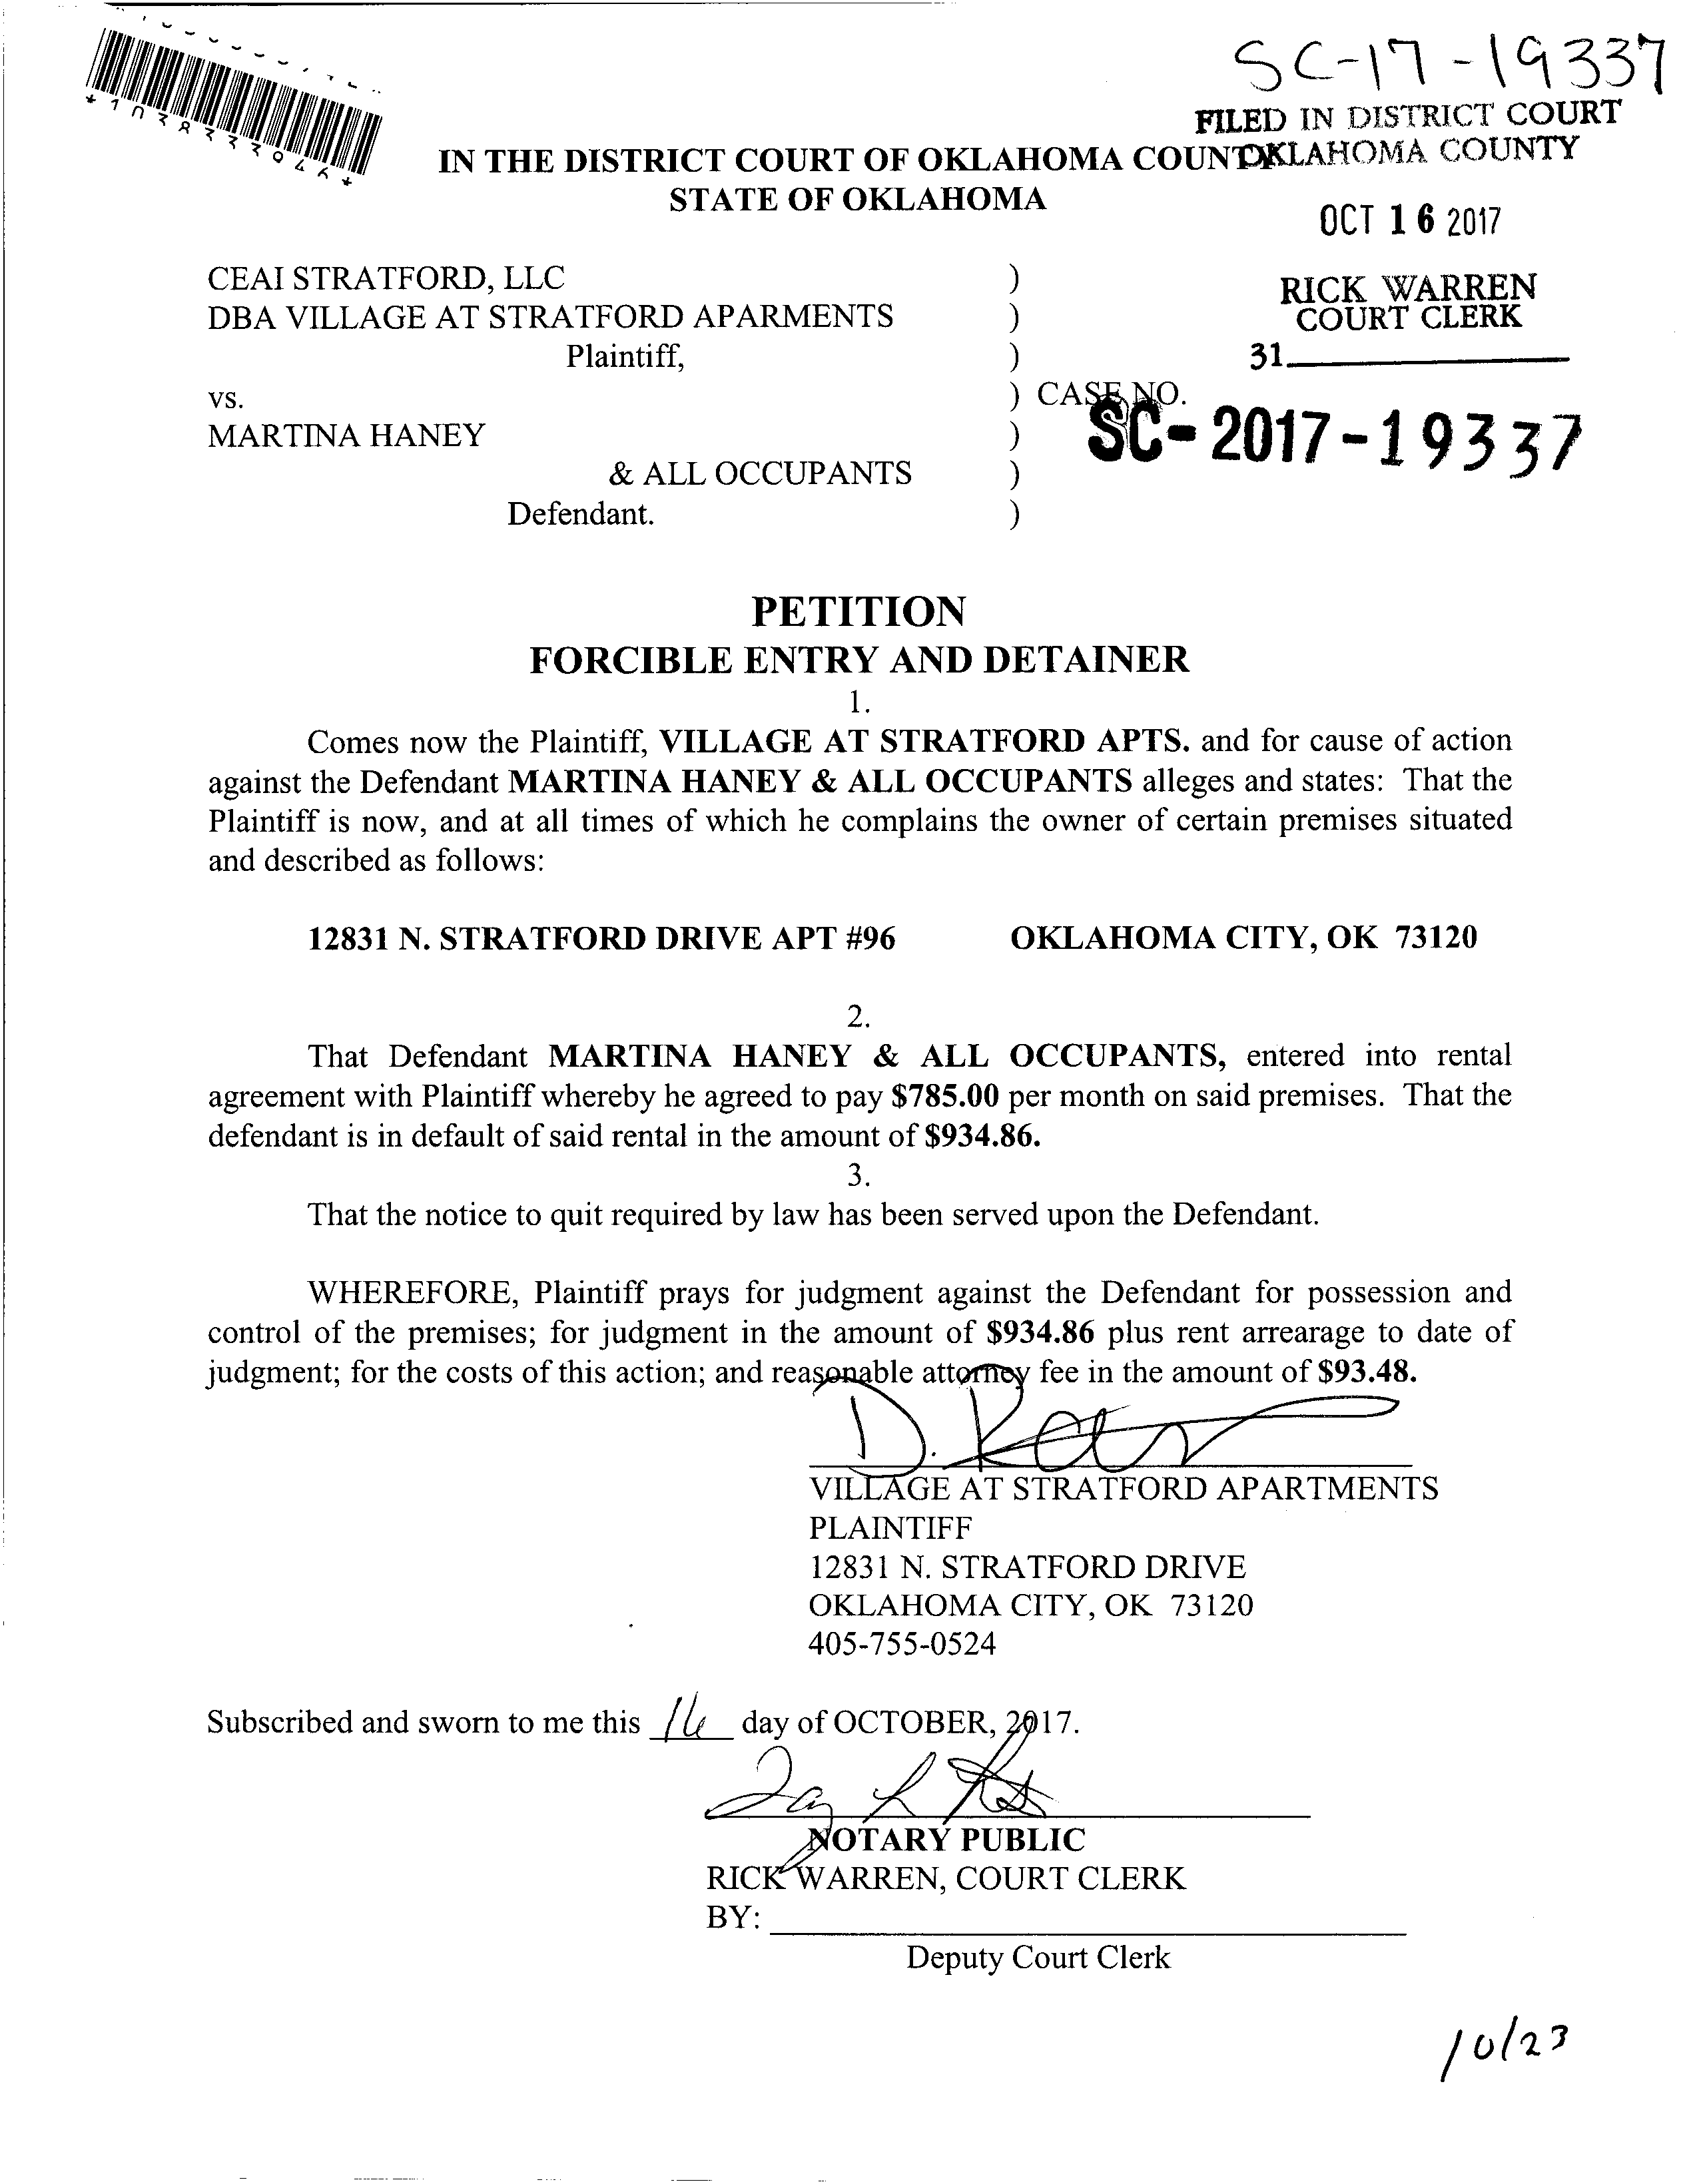 SC-17-19337
FILED IN DISTRICT COURT
OKLAHOMA COUNTY
IN THE DISTRICT COURT OF OKLAHOMA
STATE OF OKLAHOMA
OCT 16 2017
CEAI STRATFORD, LLC )
DBA VILLAGE AT STRATFORD APARMENTS )
Plaintiff, )
RICK WARREN
COURT CLERK
31
vs. ) CASE NO.
SC-2017-19337
MARTINA HANEY )
& ALL OCCUPANTS )
Defendant. )
PETITION
FORCIBLE ENTRY AND DETAINER
1.
Comes now the Plaintiff, VILLAGE AT STRATFORD APTS. and for cause of action
against the Defendant MARTINA HANEY & ALL OCCUPANTS alleges and states: That the
Plaintiff is now, and at all times of which he complains the owner of certain premises situated
and described as follows:
12831 N. STRATFORD DRIVE APT #96 OKLAHOMA CITY, OK 73120
2.
That Defendant MARTINA HANEY & ALL OCCUPANTS, entered into rental
agreement with Plaintiff whereby he agreed to pay $785.00 per month on said premises. That the
defendant is in default of said rental in the amount of $934.86.
3.
That the notice to quit required by law has been served upon the Defendant.
WHEREFORE, Plaintiff prays for judgment against the Defendant for possession and
control of the premises; for judgment in the amount of $934.86 plus rent arrearage to date of
judgment; for the costs of this action; and reasonable attorney fee in the amount of $93.48.
D.
VILLAGE AT STRATFORD APARTMENTS
PLAINTIFF
12831 N. STRATFORD DRIVE
OKLAHOMA CITY, OK 73120
405-755-0524
Subscribed and sworn to me this 16 day of OCTOBER, 2017.
NOTARY PUBLIC
RICK WARREN, COURT CLERK
BY:
Deputy Court Clerk
10/23